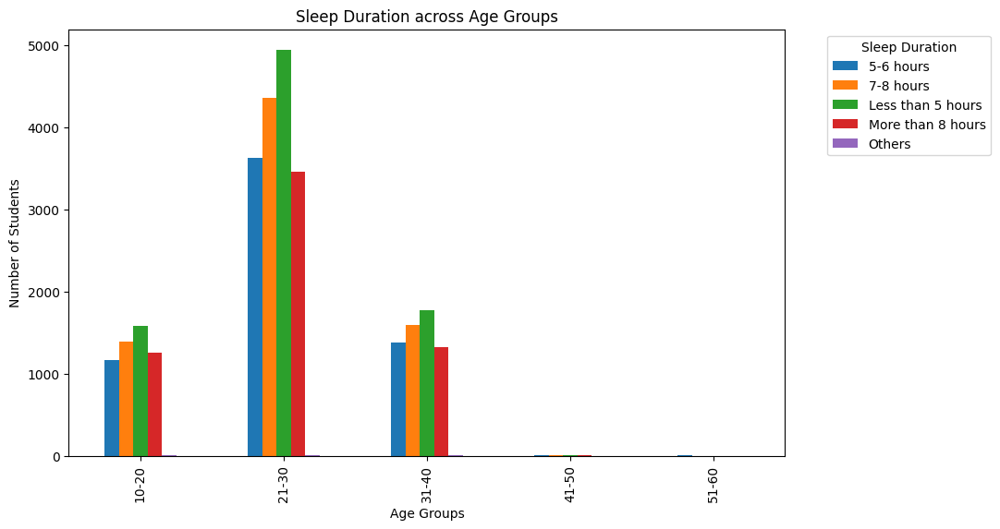 Sleep Duration across Age Groups
Number of Students
5000
4000
3000
2000
1000
0
10-20
21-30
31-40
41-50
51-60
Age Groups
Sleep Duration
5-6 hours
7-8 hours
Less than 5 hours
More than 8 hours
Others